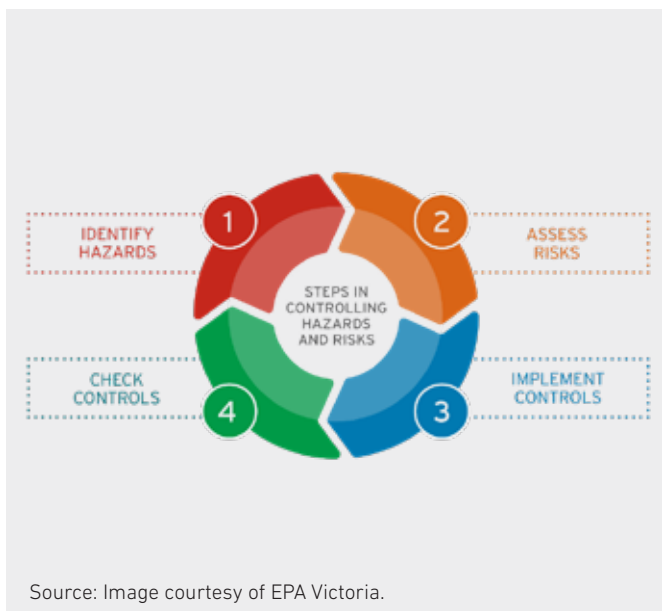 1
IDENTIFY
HAZARDS
2
ASSESS
RISKS
STEPS IN
CONTROLLING
HAZARDS
AND RISKS
3
IMPLEMENT
CONTROLS
4
CHECK
CONTROLS
Source: Image courtesy of EPA Victoria.